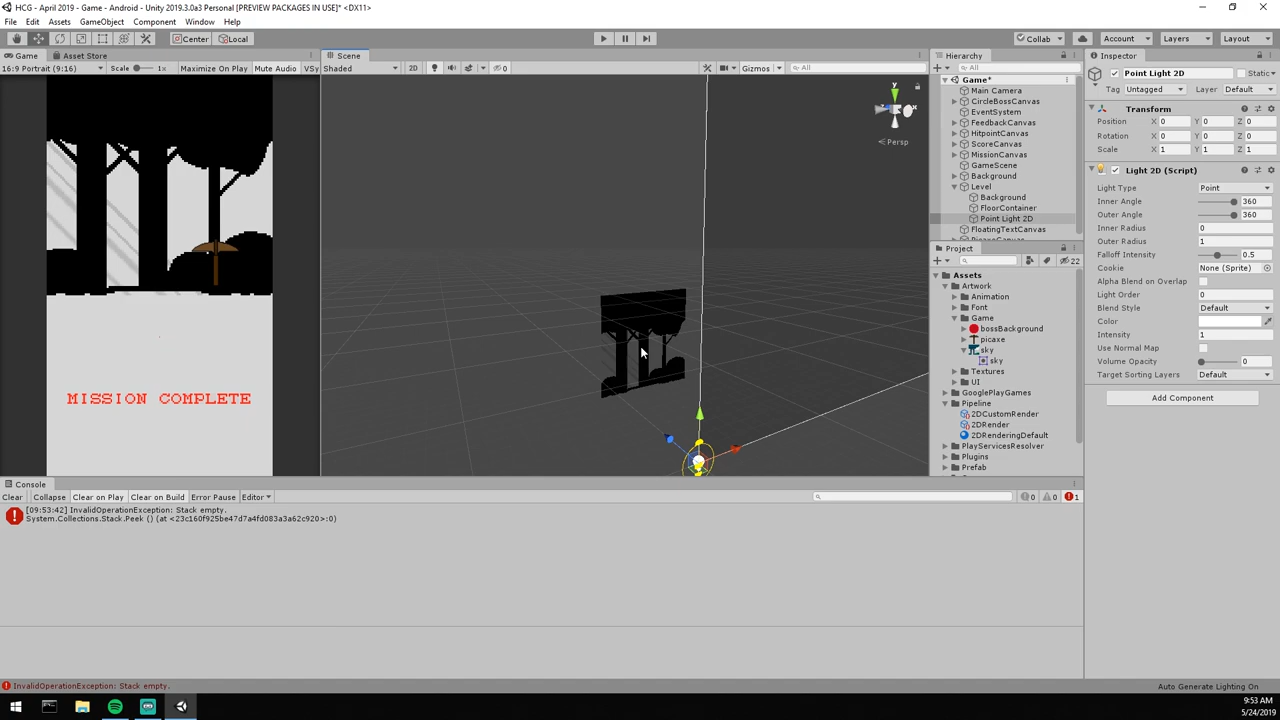 HCG - April 2019 - Game - Android - Unity 2019.3.0a3 Personal [PREVIEW PACKAGES IN USE]* <DX11>
File Edit Assets GameObject Component Window Help
Center Local Collab Account Layers Layout
Game Asset Store
16:9 Portrait (9:16) Scale 1x Maximize On Play Mute Audio VSy
MISSION COMPLETE
Scene
Shaded 2D 0 Gizmos All
y
Persp
Hierarchy
All
Game*
Main Camera
CircleBossCanvas
EventSystem
FeedbackCanvas
HitpointCanvas
ScoreCanvas
MissionCanvas
GameScene
Background
Level
Background
FloorContainer
Point Light 2D
FloatingTextCanvas
Project
22
Assets
Artwork
Animation
Font
Game
bossBackground
picaxe
sky
sky
Textures
UI
GooglePlayGames
Pipeline
2DCustomRender
2DRender
2DRenderingDefault
PlayServicesResolver
Plugins
Prefab
Inspector
Point Light 2D Static
Tag Untagged Layer Default
Transform
Position X 0 Y 0 Z 0
Rotation X 0 Y 0 Z 0
Scale X 1 Y 1 Z 1
Light 2D (Script)
Light Type Point
Inner Angle 360
Outer Angle 360
Inner Radius 0
Outer Radius 1
Falloff Intensity 0.5
Cookie None (Sprite)
Alpha Blend on Overlap
Light Order 0
Blend Style Default
Color
Intensity 1
Use Normal Map
Volume Opacity 0
Target Sorting Layers Default
Add Component
Console
Clear Collapse Clear on Play Clear on Build Error Pause Editor 0 0 1
[09:53:42] InvalidOperationException: Stack empty.
System.Collections.Stack.Peek () (at <23c160f925be47d7a4fd083a3a62c920>:0)
InvalidOperationException: Stack empty.
Auto Generate Lighting On
9:53 AM
5/24/2019